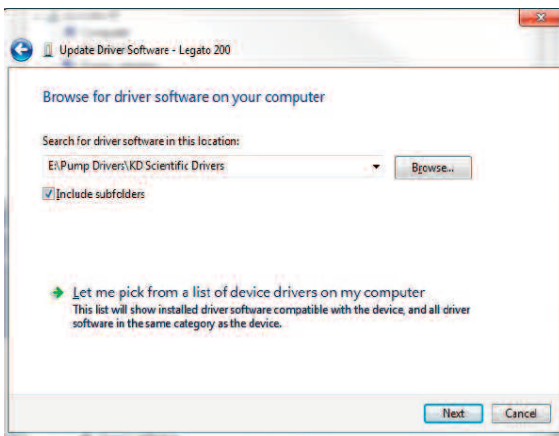 Update Driver Software - Legato 200
Browse for driver software on your computer
Search for driver software in this location:
E:\Pump Drivers\KD Scientific Drivers
Browse...
Include subfolders
Let me pick from a list of device drivers on my computer
This list will show installed driver software compatible with the device, and all driver
software in the same category as the device.
Next
Cancel